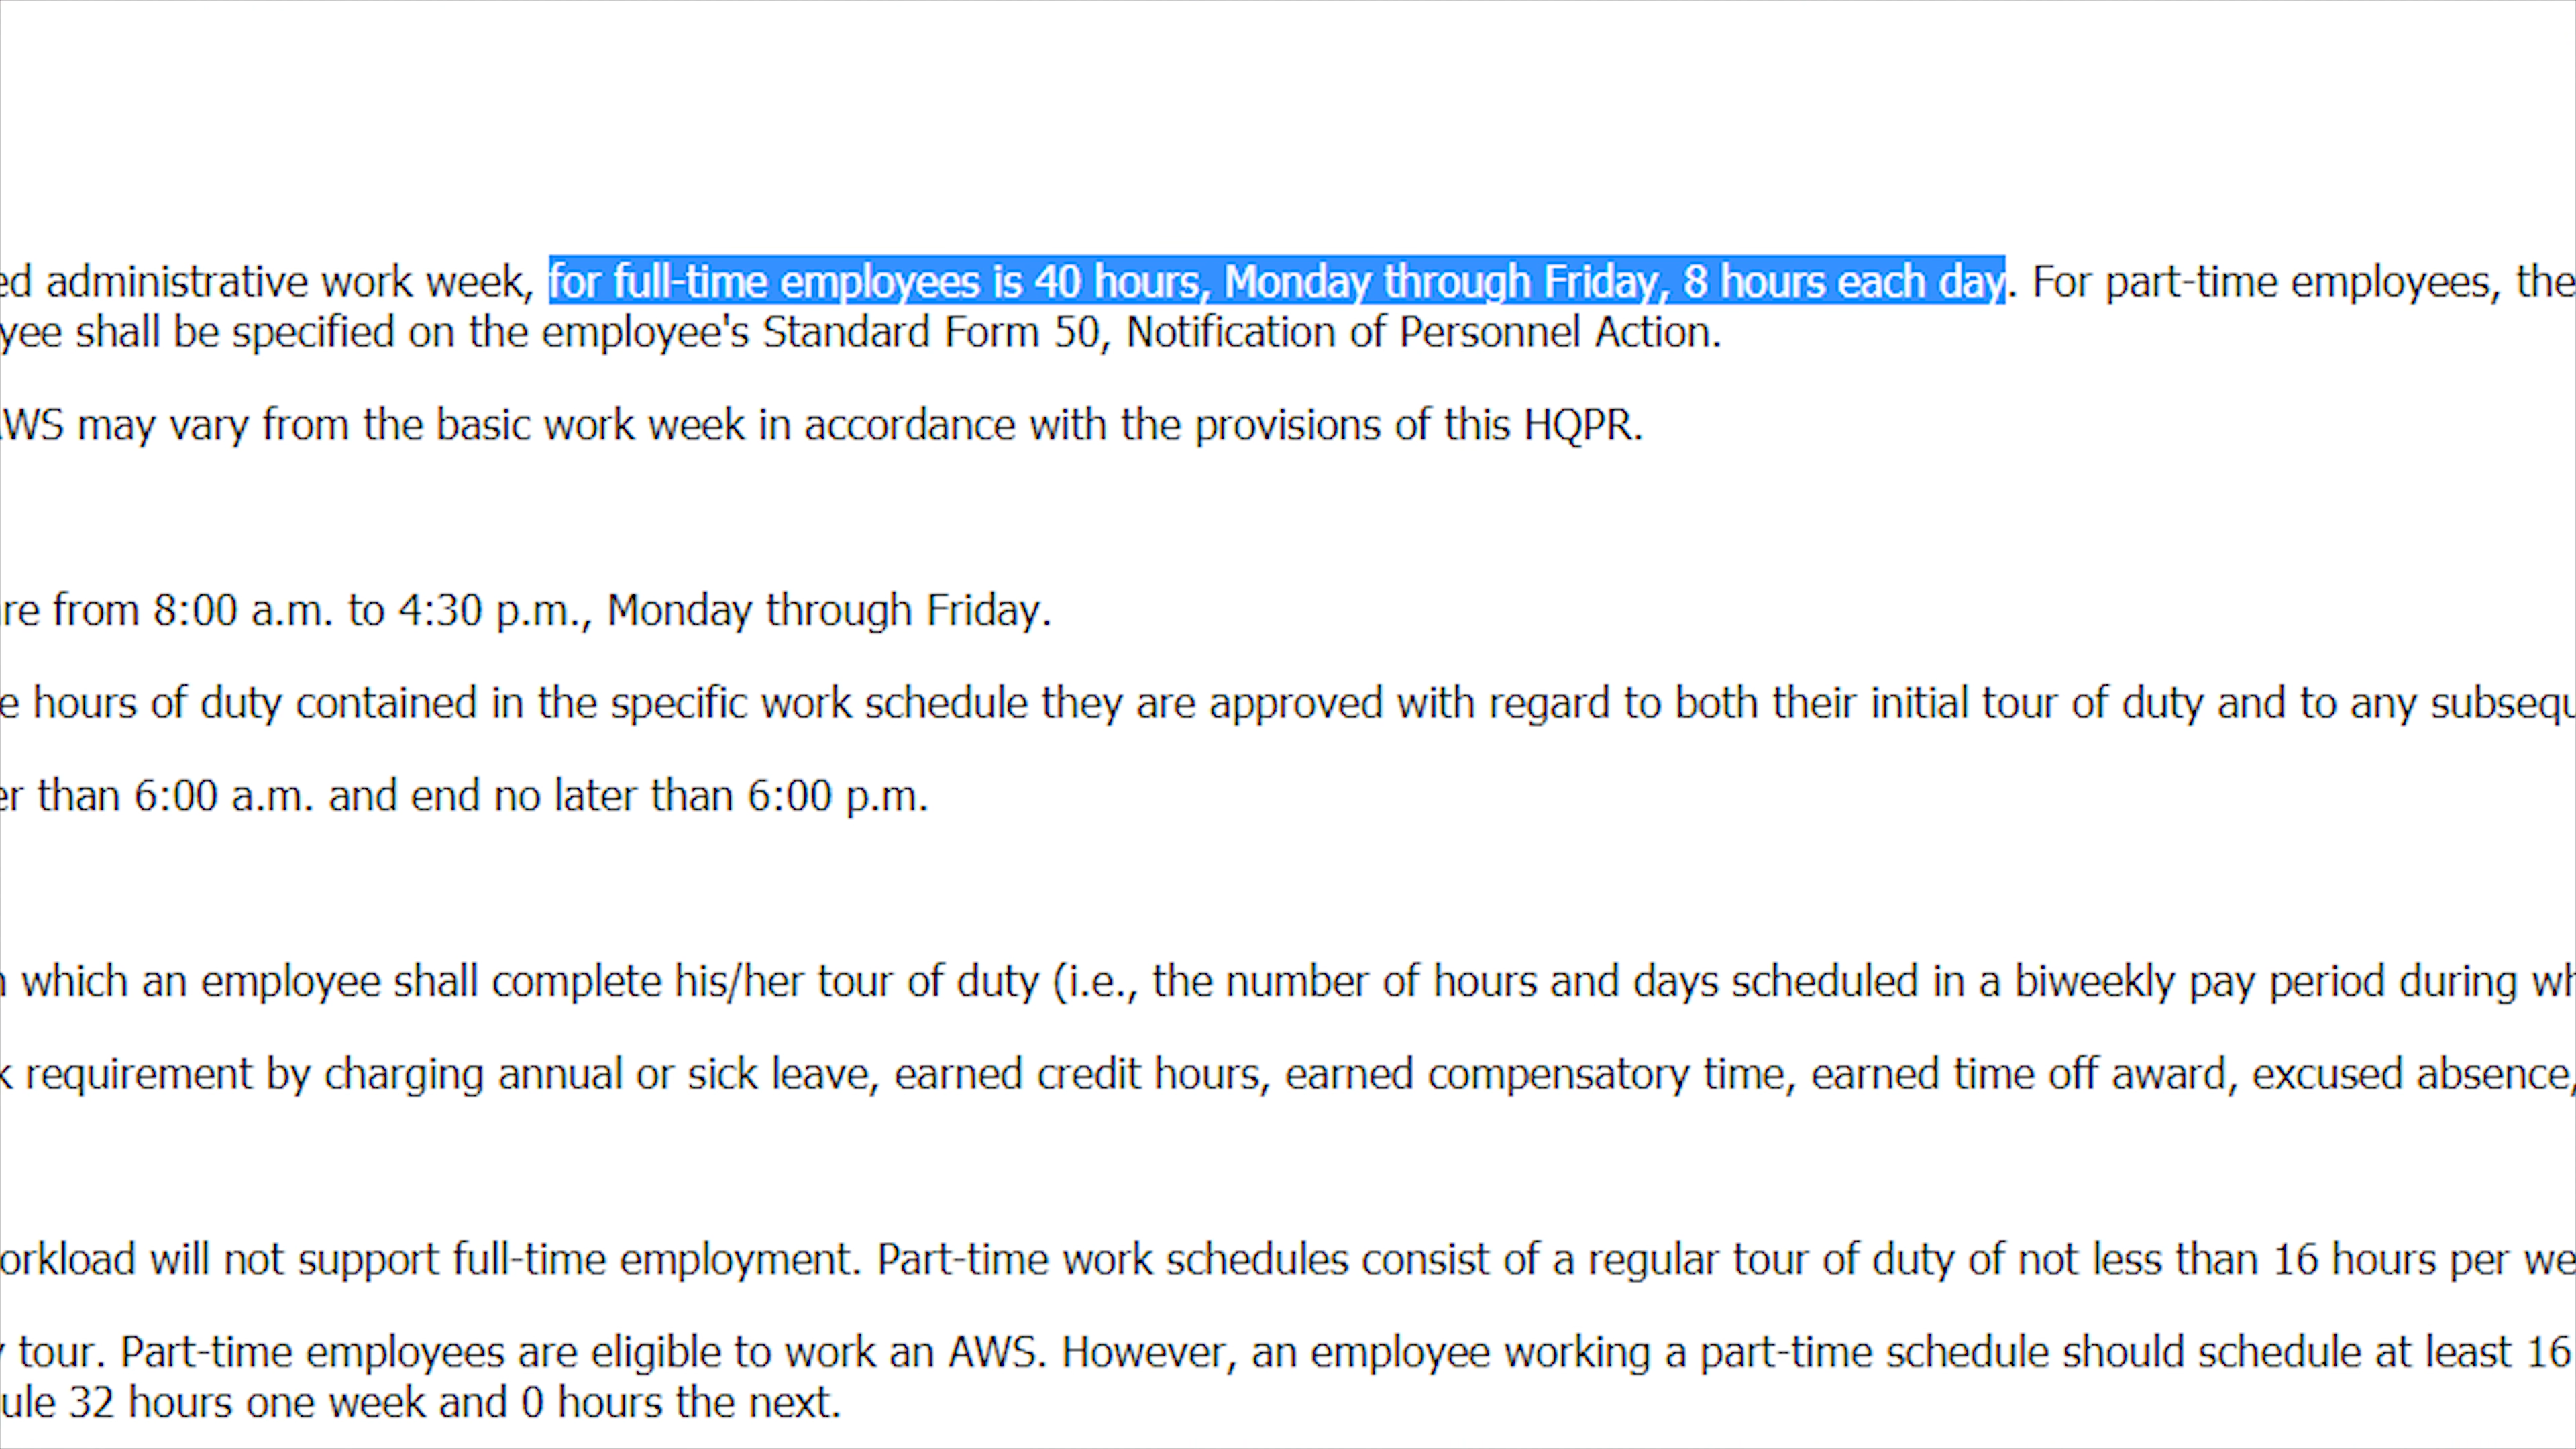 ed administrative work week, for full-time employees is 40 hours, Monday through Friday, 8 hours each day. For part-time employees, the
yee shall be specified on the employee's Standard Form 50, Notification of Personnel Action.
WS may vary from the basic work week in accordance with the provisions of this HQPR.
re from 8:00 a.m. to 4:30 p.m., Monday through Friday.
e hours of duty contained in the specific work schedule they are approved with regard to both their initial tour of duty and to any subsequ
er than 6:00 a.m. and end no later than 6:00 p.m.
which an employee shall complete his/her tour of duty (i.e., the number of hours and days scheduled in a biweekly pay period during wh
k requirement by charging annual or sick leave, earned credit hours, earned compensatory time, earned time off award, excused absence,
orkload will not support full-time employment. Part-time work schedules consist of a regular tour of duty of not less than 16 hours per we
tour. Part-time employees are eligible to work an AWS. However, an employee working a part-time schedule should schedule at least 16
ule 32 hours one week and 0 hours the next.